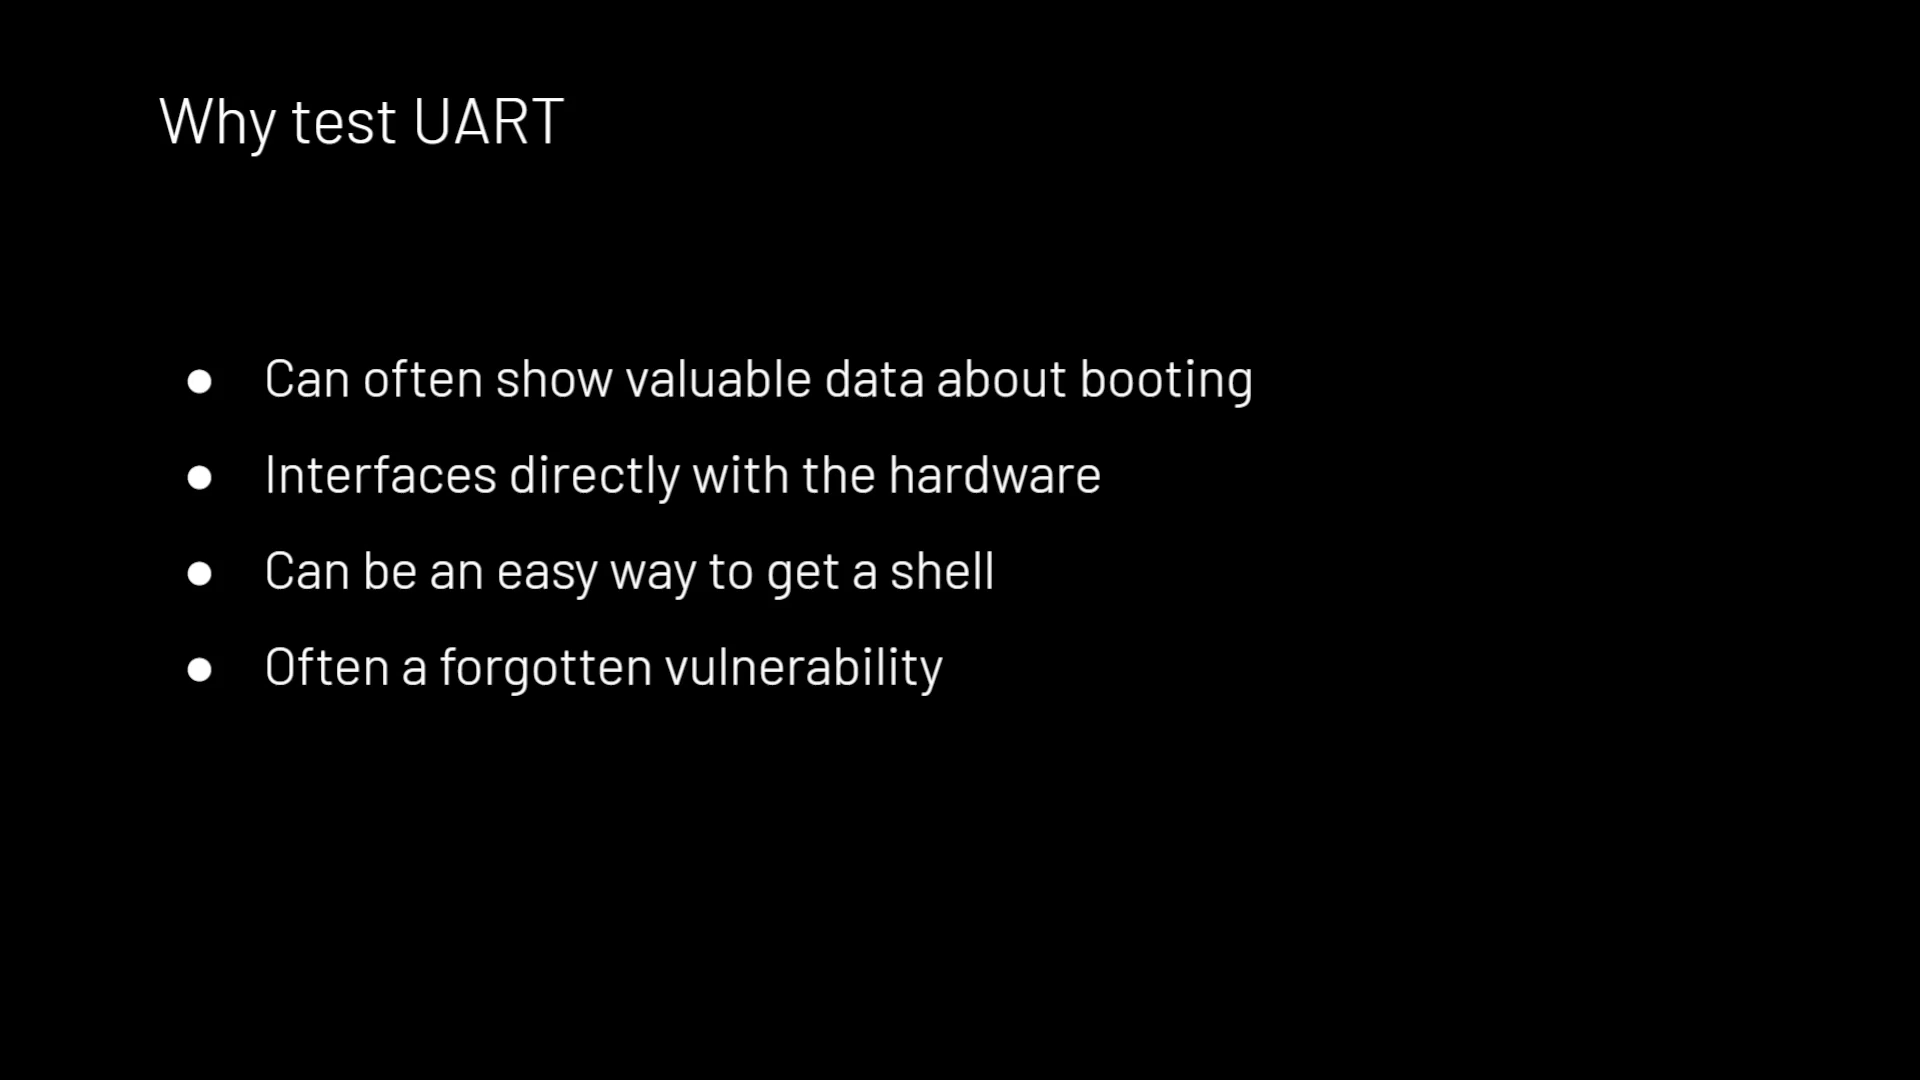 Why test UART
● Can often show valuable data about booting
● Interfaces directly with the hardware
● Can be an easy way to get a shell
● Often a forgotten vulnerability